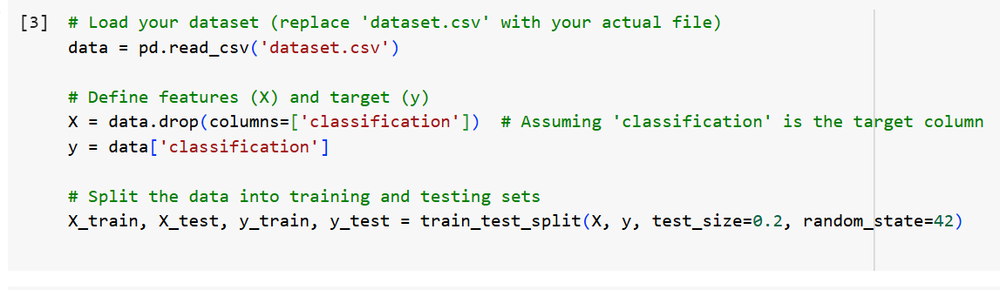 [3] # Load your dataset (replace 'dataset.csv' with your actual file)
data = pd.read_csv('dataset.csv')
# Define features (X) and target (y)
X = data.drop(columns=['classification'])  # Assuming 'classification' is the target column
y = data['classification']
# Split the data into training and testing sets
X_train, X_test, y_train, y_test = train_test_split(X, y, test_size=0.2, random_state=42)